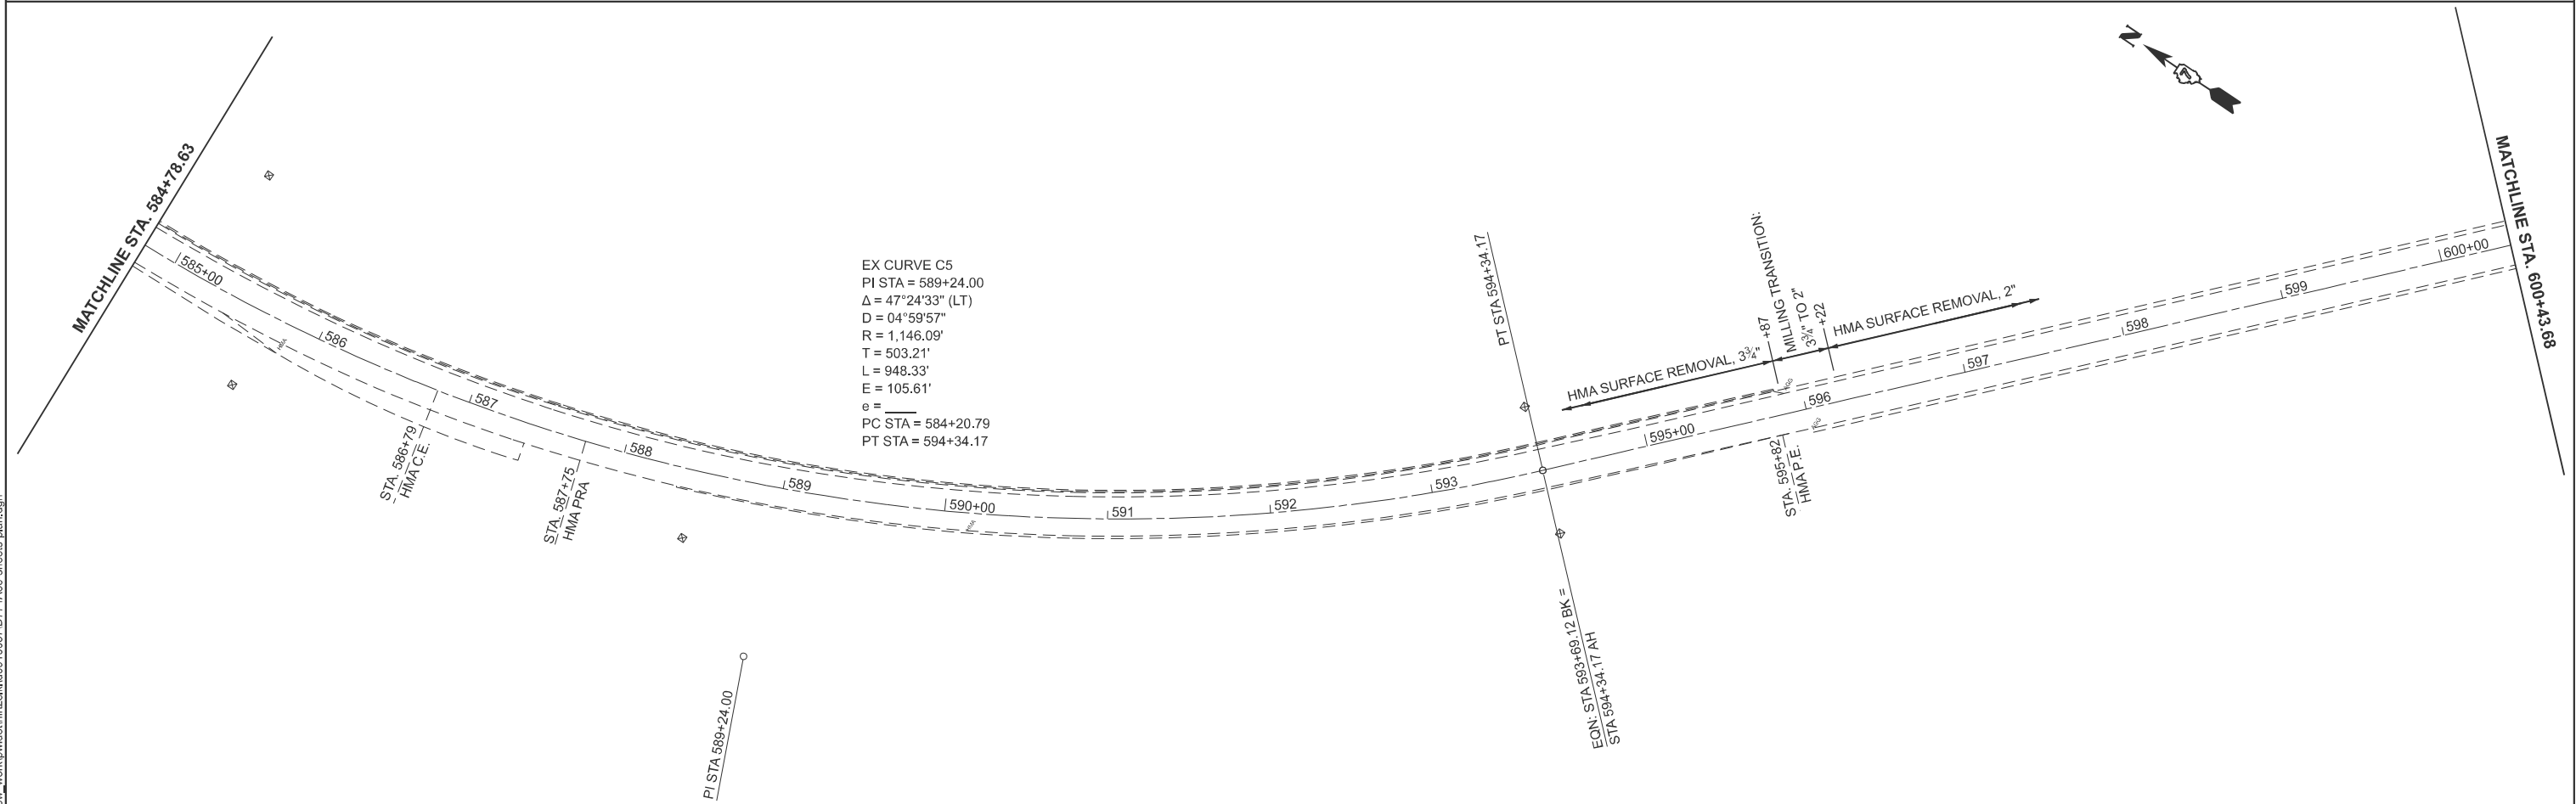 N
MATCHLINE STA. 584+78.63
585+00
586
587
588
589
590+00
591
592
593
595+00
596
597
598
599
600+00
MATCHLINE STA. 600+43.68
HMA
HMA
STA. 586+79
HMA C.E.
STA. 587+75
HMA PRA
EX CURVE C5
PI STA = 589+24.00
Δ = 47°24'33" (LT)
D = 04°59'57"
R = 1,146.09'
T = 503.21'
L = 948.33'
E = 105.61'
e = ____
PC STA = 584+20.79
PT STA = 594+34.17
PI STA 589+24.00
PT STA 594+34.17
EQN: STA 593+69.12 BK =
STA 594+34.17 AH
HMA SURFACE REMOVAL, 3¾"
+87
MILLING TRANSITION:
3¾" TO 2"
+22
HMA SURFACE REMOVAL, 2"
STA. 595+82
HMA P.E.